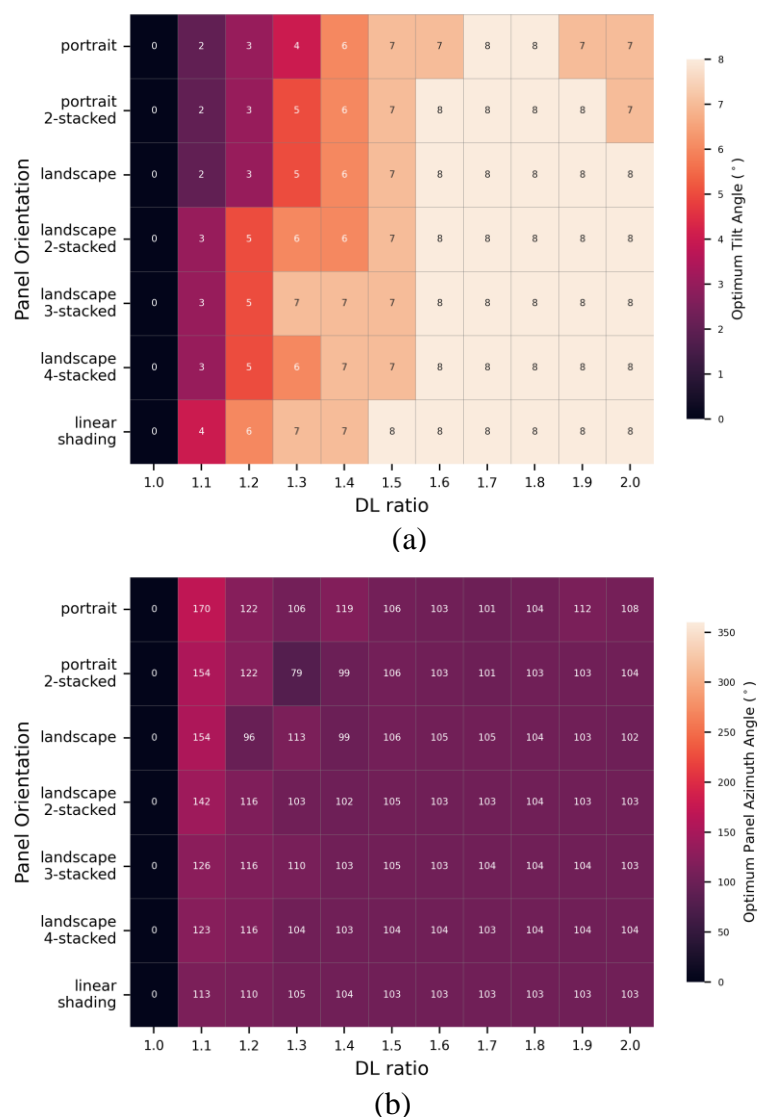 portrait 0 2 3 4 6 7 7 8 8 7 7
portrait
2-stacked 0 2 3 5 6 7 8 8 8 8 7
landscape 0 2 3 5 6 7 8 8 8 8 8
landscape
2-stacked 0 3 5 6 6 7 8 8 8 8 8
landscape
3-stacked 0 3 5 7 7 7 8 8 8 8 8
landscape
4-stacked 0 3 5 6 7 7 8 8 8 8 8
linear
shading 0 4 6 7 7 8 8 8 8 8 8
1.0 1.1 1.2 1.3 1.4 1.5 1.6 1.7 1.8 1.9 2.0
DL ratio
Panel Orientation
8
7
6
5
4
3
2
1
0
Optimum Tilt Angle (°)
(a)
portrait 0 170 122 106 119 106 103 101 104 112 108
portrait
2-stacked 0 154 122 79 99 106 103 101 103 103 104
landscape 0 154 96 113 99 106 105 105 104 103 102
landscape
2-stacked 0 142 116 103 102 105 103 103 104 103 103
landscape
3-stacked 0 126 116 110 103 105 103 104 104 104 103
landscape
4-stacked 0 123 116 104 103 104 104 103 104 104 104
linear
shading 0 113 110 105 104 103 103 103 103 103 103
1.0 1.1 1.2 1.3 1.4 1.5 1.6 1.7 1.8 1.9 2.0
DL ratio
Panel Orientation
350
300
250
200
150
100
50
0
Optimum Panel Azimuth Angle (°)
(b)